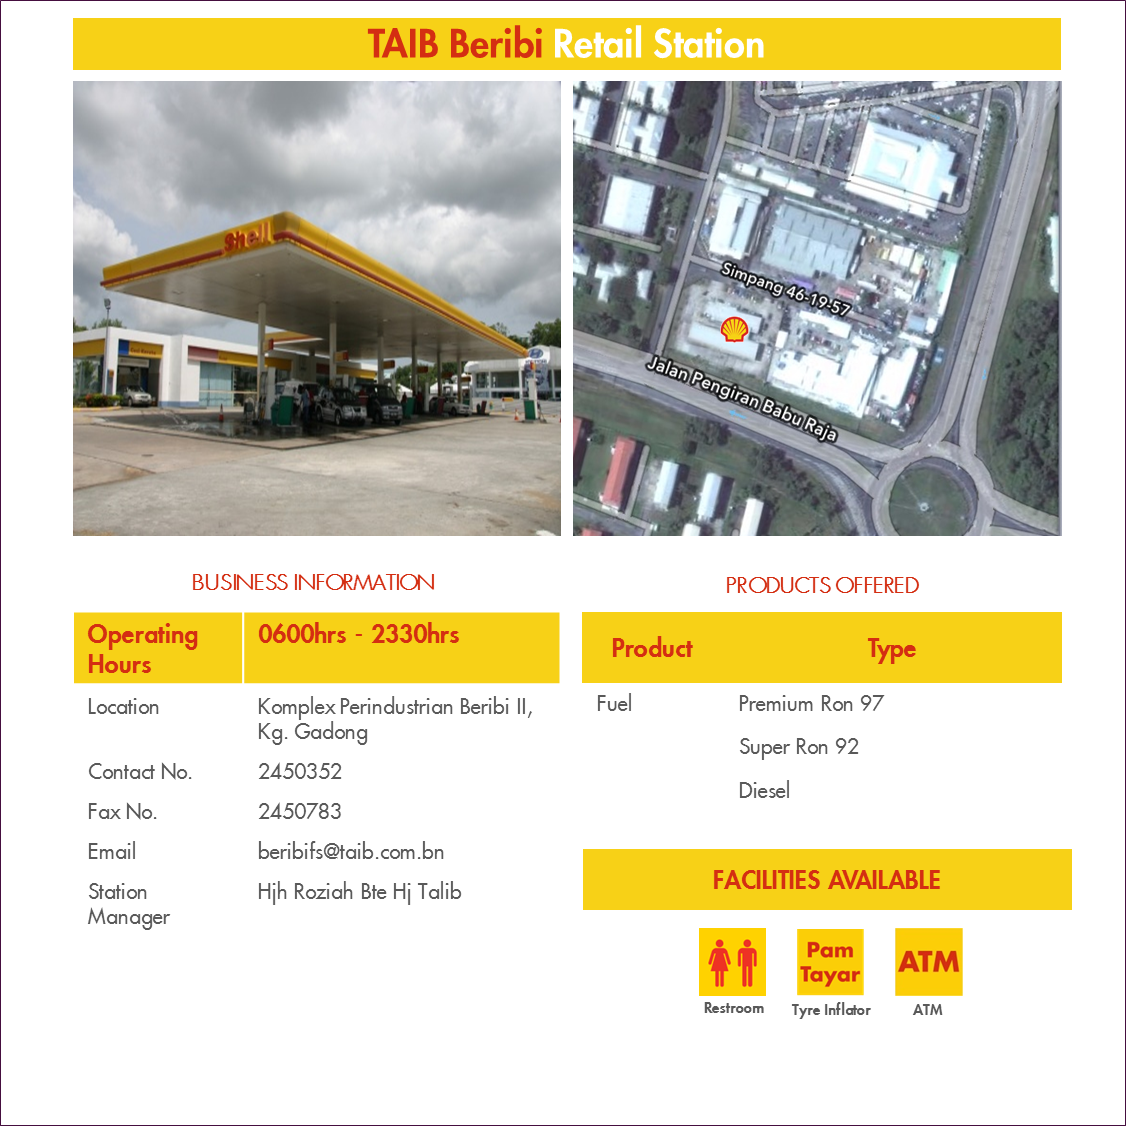 TAIB Beribi Retail Station
Shell
Simpang 46-19-57
Jalan Pengiran Babu Raja
BUSINESS INFORMATION
Operating
Hours
0600hrs - 2330hrs
Location
Komplex Perindustrian Beribi II,
Kg. Gadong
Contact No.
2450352
Fax No.
2450783
Email
beribifs@taib.com.bn
Station
Manager
Hjh Roziah Bte Hj Talib
PRODUCTS OFFERED
Product
Type
Fuel
Premium Ron 97
Super Ron 92
Diesel
FACILITIES AVAILABLE
Restroom
Pam
Tayar
Tyre Inflator
ATM
ATM